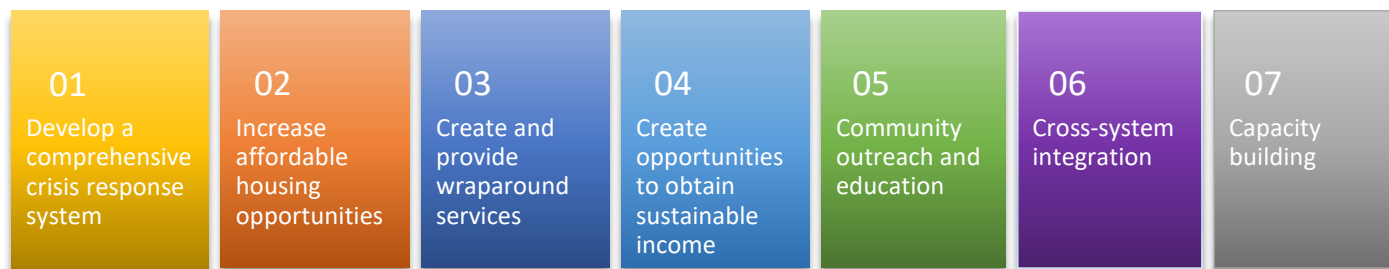 01
Develop a
comprehensive
crisis response
system
02
Increase
affordable
housing
opportunities
03
Create and
provide
wraparound
services
04
Create
opportunities
to obtain
sustainable
income
05
Community
outreach and
education
06
Cross-system
integration
07
Capacity
building